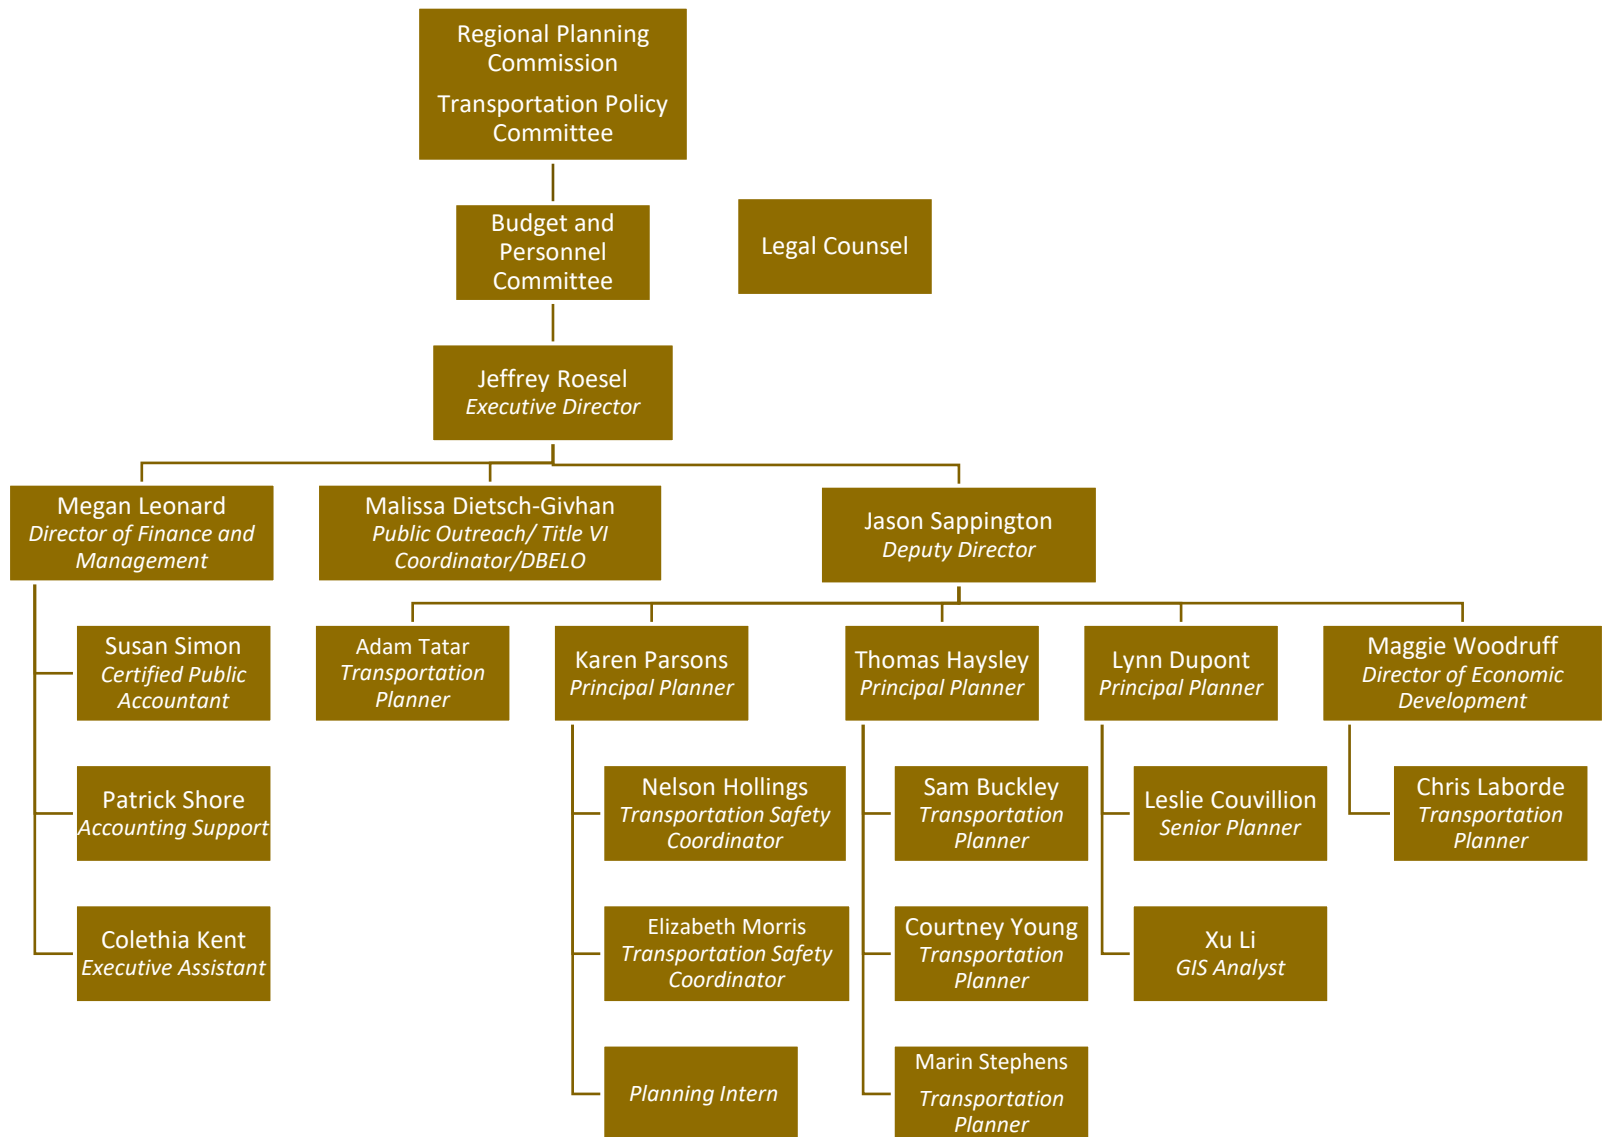 Regional Planning
Commission
Transportation Policy
Committee
Budget and
Personnel
Committee
Legal Counsel
Jeffrey Roesel
Executive Director
Megan Leonard
Director of Finance and
Management
Malissa Dietsch-Givhan
Public Outreach/ Title VI
Coordinator/DBELO
Jason Sappington
Deputy Director
Susan Simon
Certified Public
Accountant
Adam Tatar
Transportation
Planner
Karen Parsons
Principal Planner
Thomas Haysley
Principal Planner
Lynn Dupont
Principal Planner
Maggie Woodruff
Director of Economic
Development
Patrick Shore
Accounting Support
Nelson Hollings
Transportation Safety
Coordinator
Sam Buckley
Transportation
Planner
Leslie Couvillion
Senior Planner
Chris Laborde
Transportation
Planner
Colethia Kent
Executive Assistant
Elizabeth Morris
Transportation Safety
Coordinator
Courtney Young
Transportation
Planner
Xu Li
GIS Analyst
Planning Intern
Marin Stephens
Transportation
Planner